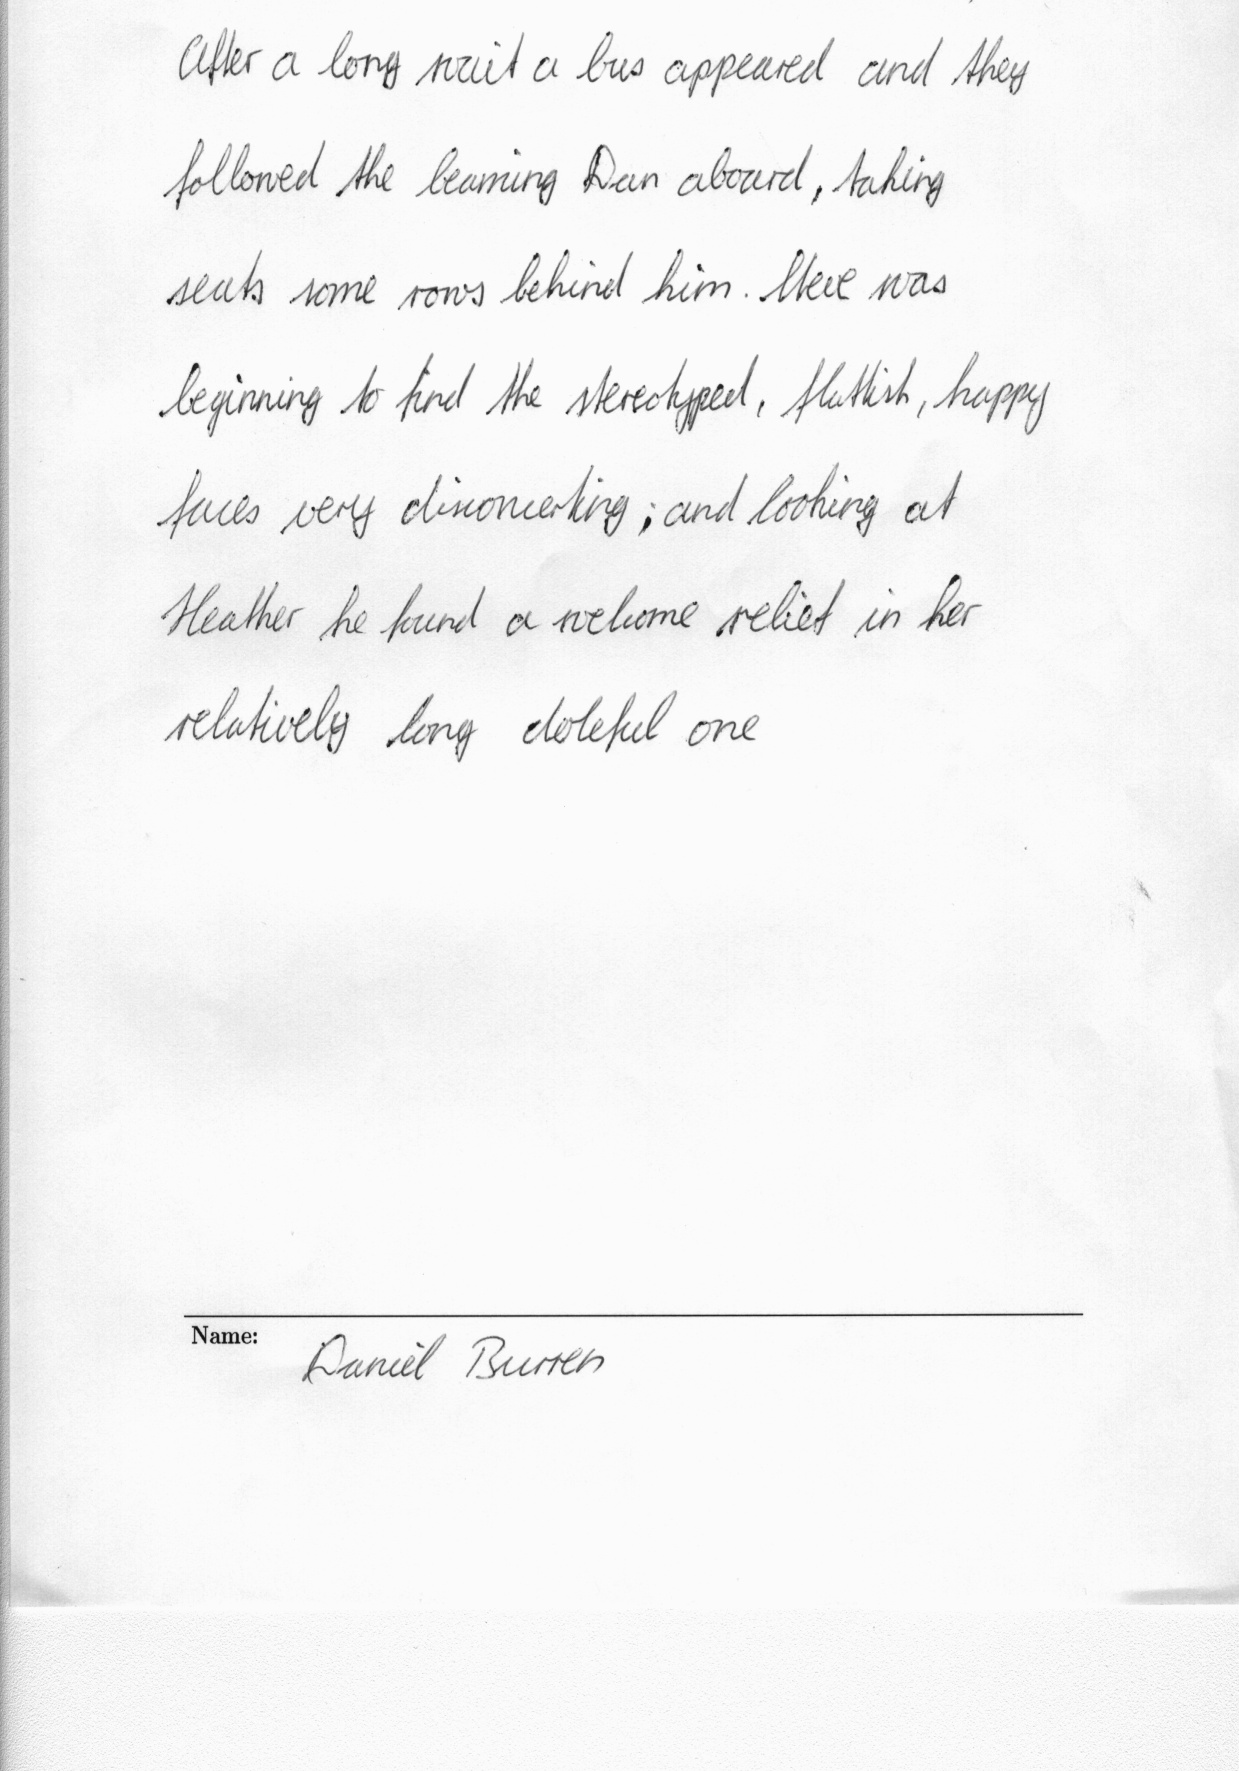 After a long wait a bus appeared and they
followed the beaming Dan aboard, taking
seats some rows behind him. Steve was
beginning to find the stereotyped, flattish, happy
faces very disconcerting; and looking at
Heather he found a welcome relief in her
relatively long doleful one
Name:
Daniel Burren